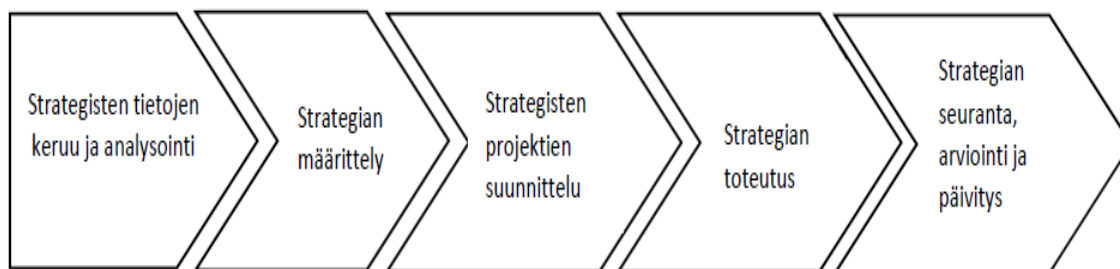 Strategisten tietojen
keruu ja analysointi
Strategian
määrittely
Strategisten
projektien
suunnittelu
Strategian
toteutus
Strategian
seuranta,
arviointi ja
päivitys